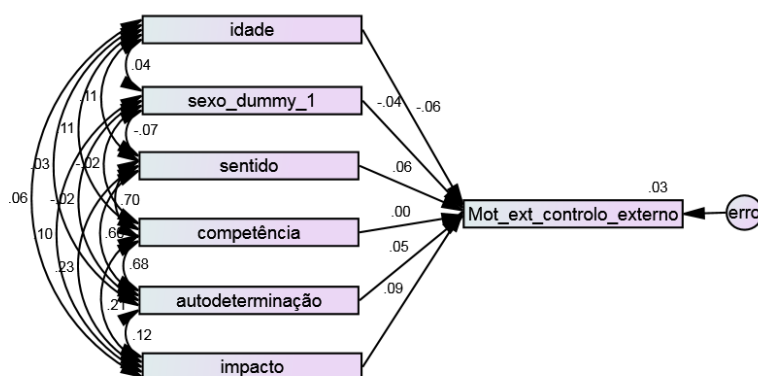 idade
.04
-.04
-.06
.11
sexo_dummy_1
-.07
.11
sentido
.03
-.02
.06
.03
.06
-.02
.70
.00
Mot_ext_controlo_externo
erro
.10
competência
.05
.23
.68
.09
autodeterminação
.21
.12
impacto